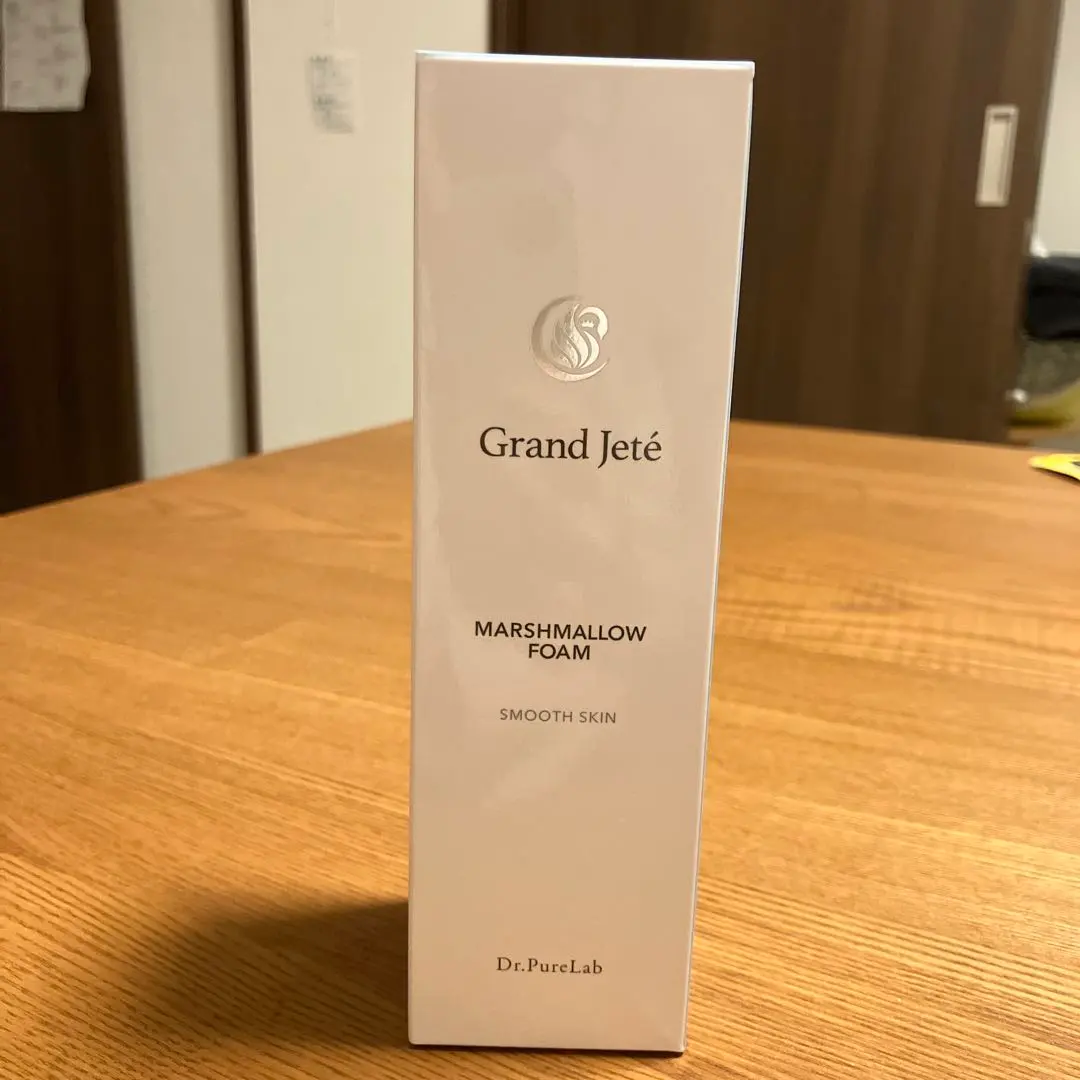 Grand Jeté
MARSHMALLOW
FOAM
SMOOTH SKIN
Dr.PureLab